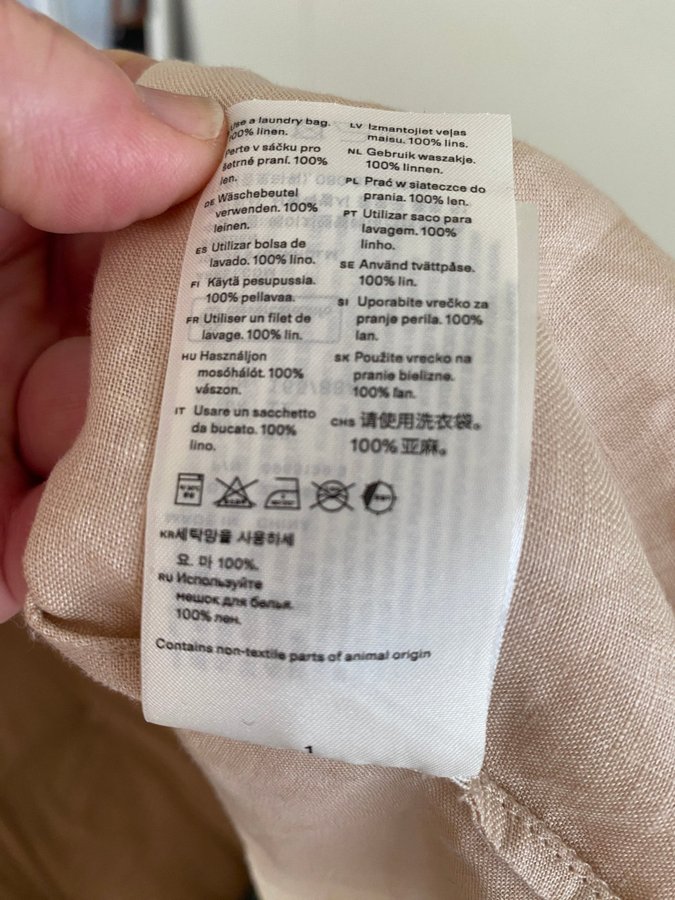 Use a laundry bag.
100% linen.
Perte v sáčku pro
šetrné praní. 100%
len.
DE Wäschebeutel
verwenden. 100%
leinen.
ES Utilizar bolsa de
lavado. 100% lino.
FI Käytä pesupussia.
100% pellavaa.
FR Utiliser un filet de
lavage. 100% lin.
HU Használjon
mosóhálót. 100%
vászon.
IT Usare un sacchetto
da bucato. 100%
lino.
LV Izmantojiet veļas
maisu. 100% lins.
NL Gebruik waszakje.
100% linnen.
PL Prać w siateczce do
prania. 100% len.
PT Utilizar saco para
lavagem. 100%
linho.
SE Använd tvättpåse.
100% lin.
SI Uporabite vrečko za
pranje perila. 100%
lan.
SK Použite vrecko na
pranie bielizne.
100% ľan.
CHS 请使用洗衣袋。
100% 亚麻。
KR 세탁망을 사용하세
요. 마 100%.
RU Используйте
мешок для белья.
100% лен.
Contains non-textile parts of animal origin
1